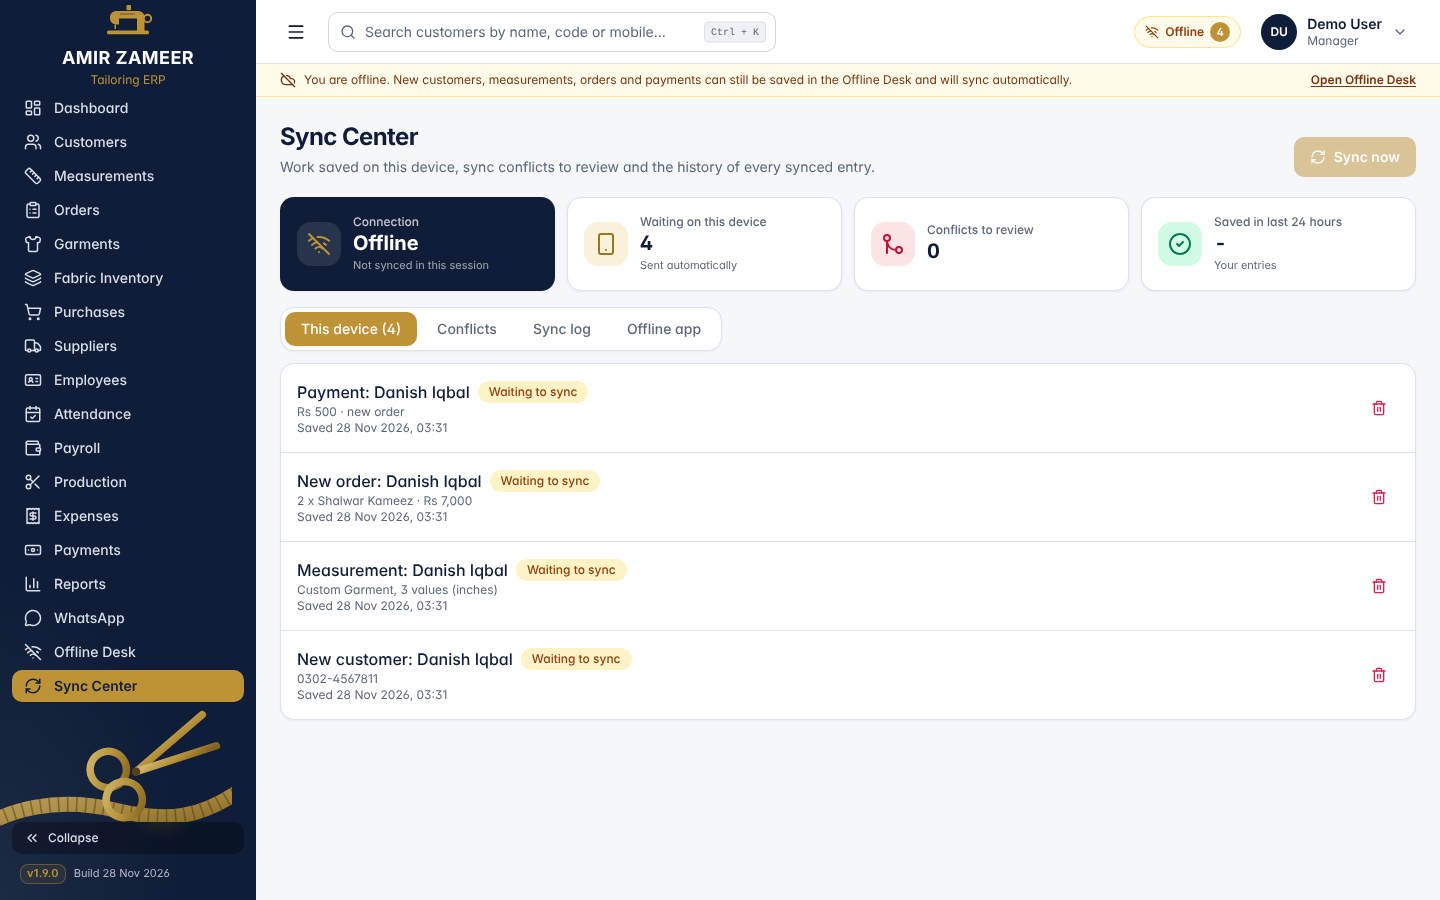 AMIR ZAMEER
Tailoring ERP
Dashboard
Customers
Measurements
Orders
Garments
Fabric Inventory
Purchases
Suppliers
Employees
Attendance
Payroll
Production
Expenses
Payments
Reports
WhatsApp
Offline Desk
Sync Center
Collapse
v1.9.0 Build 28 Nov 2026
Search customers by name, code or mobile... Ctrl + K
Offline 4
DU
Demo User
Manager
You are offline. New customers, measurements, orders and payments can still be saved in the Offline Desk and will sync automatically.
Open Offline Desk
Sync Center
Work saved on this device, sync conflicts to review and the history of every synced entry.
Sync now
Connection
Offline
Not synced in this session
Waiting on this device
4
Sent automatically
Conflicts to review
0
Saved in last 24 hours
-
Your entries
This device (4) Conflicts Sync log Offline app
Payment: Danish Iqbal Waiting to sync
Rs 500 · new order
Saved 28 Nov 2026, 03:31
New order: Danish Iqbal Waiting to sync
2 x Shalwar Kameez · Rs 7,000
Saved 28 Nov 2026, 03:31
Measurement: Danish Iqbal Waiting to sync
Custom Garment, 3 values (inches)
Saved 28 Nov 2026, 03:31
New customer: Danish Iqbal Waiting to sync
0302-4567811
Saved 28 Nov 2026, 03:31